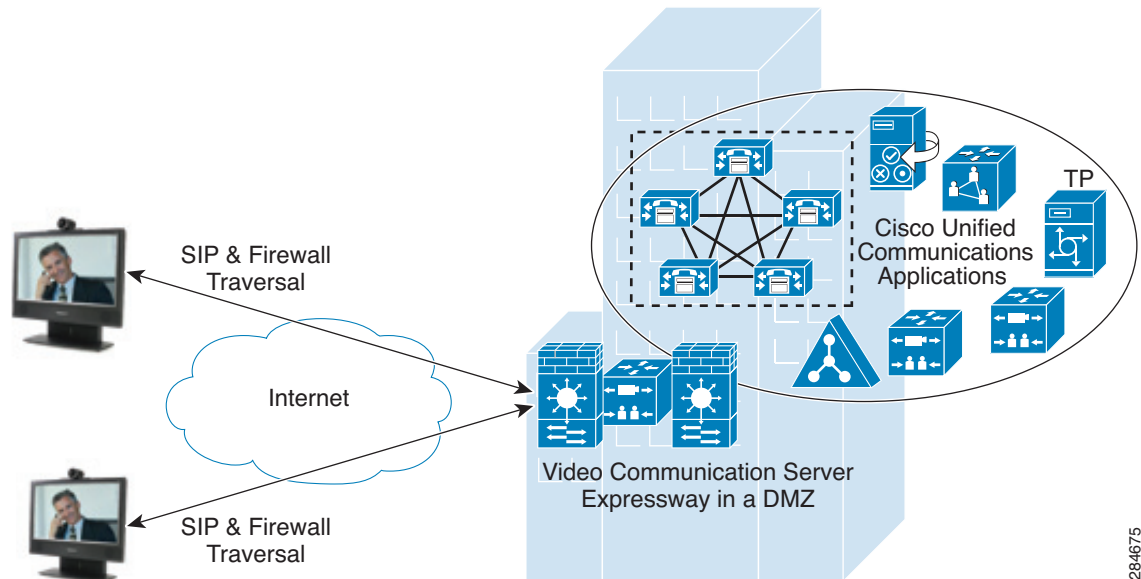 TP
Cisco Unified
Communications
Applications
SIP & Firewall
Traversal
Internet
Video Communication Server
Expressway in a DMZ
SIP & Firewall
Traversal
284675